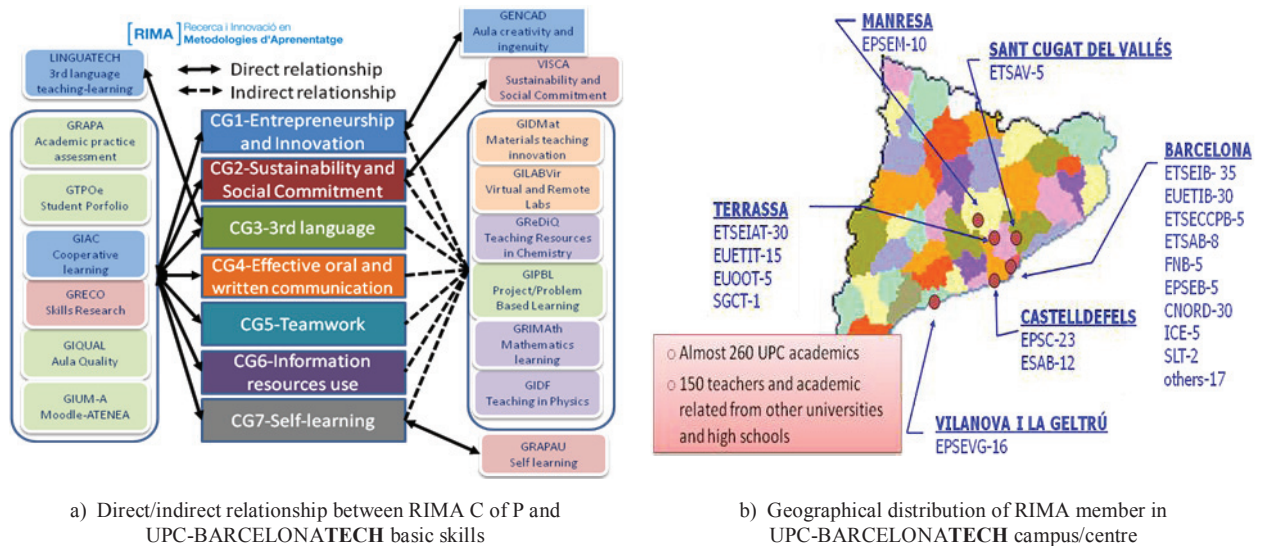 [RIMA] Recerca i Innovació en
Metodologies d'Aprenentatge
LINGUATECH
3rd language
teaching-learning
Direct relationship
Indirect relationship
GENCAD
Aula creativity and
ingenuity
VISCA
Sustainability and
Social Commitment
GRAPA
Academic practice
assessment
GTPOe
Student Porfolio
GIAC
Cooperative
learning
GRECO
Skills Research
GIQUAL
Aula Quality
GIUM-A
Moodle-ATENEA
CG1-Entrepreneurship
and Innovation
CG2-Sustainability and
Social Commitment
CG3-3rd language
CG4-Effective oral and
written communication
CG5-Teamwork
CG6-Information
resources use
CG7-Self-learning
GIDMat
Materials teaching
innovation
GILABVir
Virtual and Remote
Labs
GReDiQ
Teaching Resources
in Chemistry
GIPBL
Project/Problem
Based Learning
GRIMAth
Mathematics
learning
GIDF
Teaching in Physics
GRAPAU
Self learning
a) Direct/indirect relationship between RIMA C of P and
UPC-BARCELONATECH basic skills
MANRESA
EPSEM-10
SANT CUGAT DEL VALLÉS
ETSAV-5
BARCELONA
ETSEIB- 35
EUETIB-30
ETSECCPB-5
ETSAB-8
FNB-5
EPSEB-5
CNORD-30
ICE-5
SLT-2
others-17
TERRASSA
ETSEIAT-30
EUETIT-15
EUOOT-5
SGCT-1
CASTELLDEFELS
EPSC-23
ESAB-12
Almost 260 UPC academics
150 teachers and academic
related from other universities
and high schools
VILANOVA I LA GELTRÚ
EPSEVG-16
b) Geographical distribution of RIMA member in
UPC-BARCELONATECH campus/centre